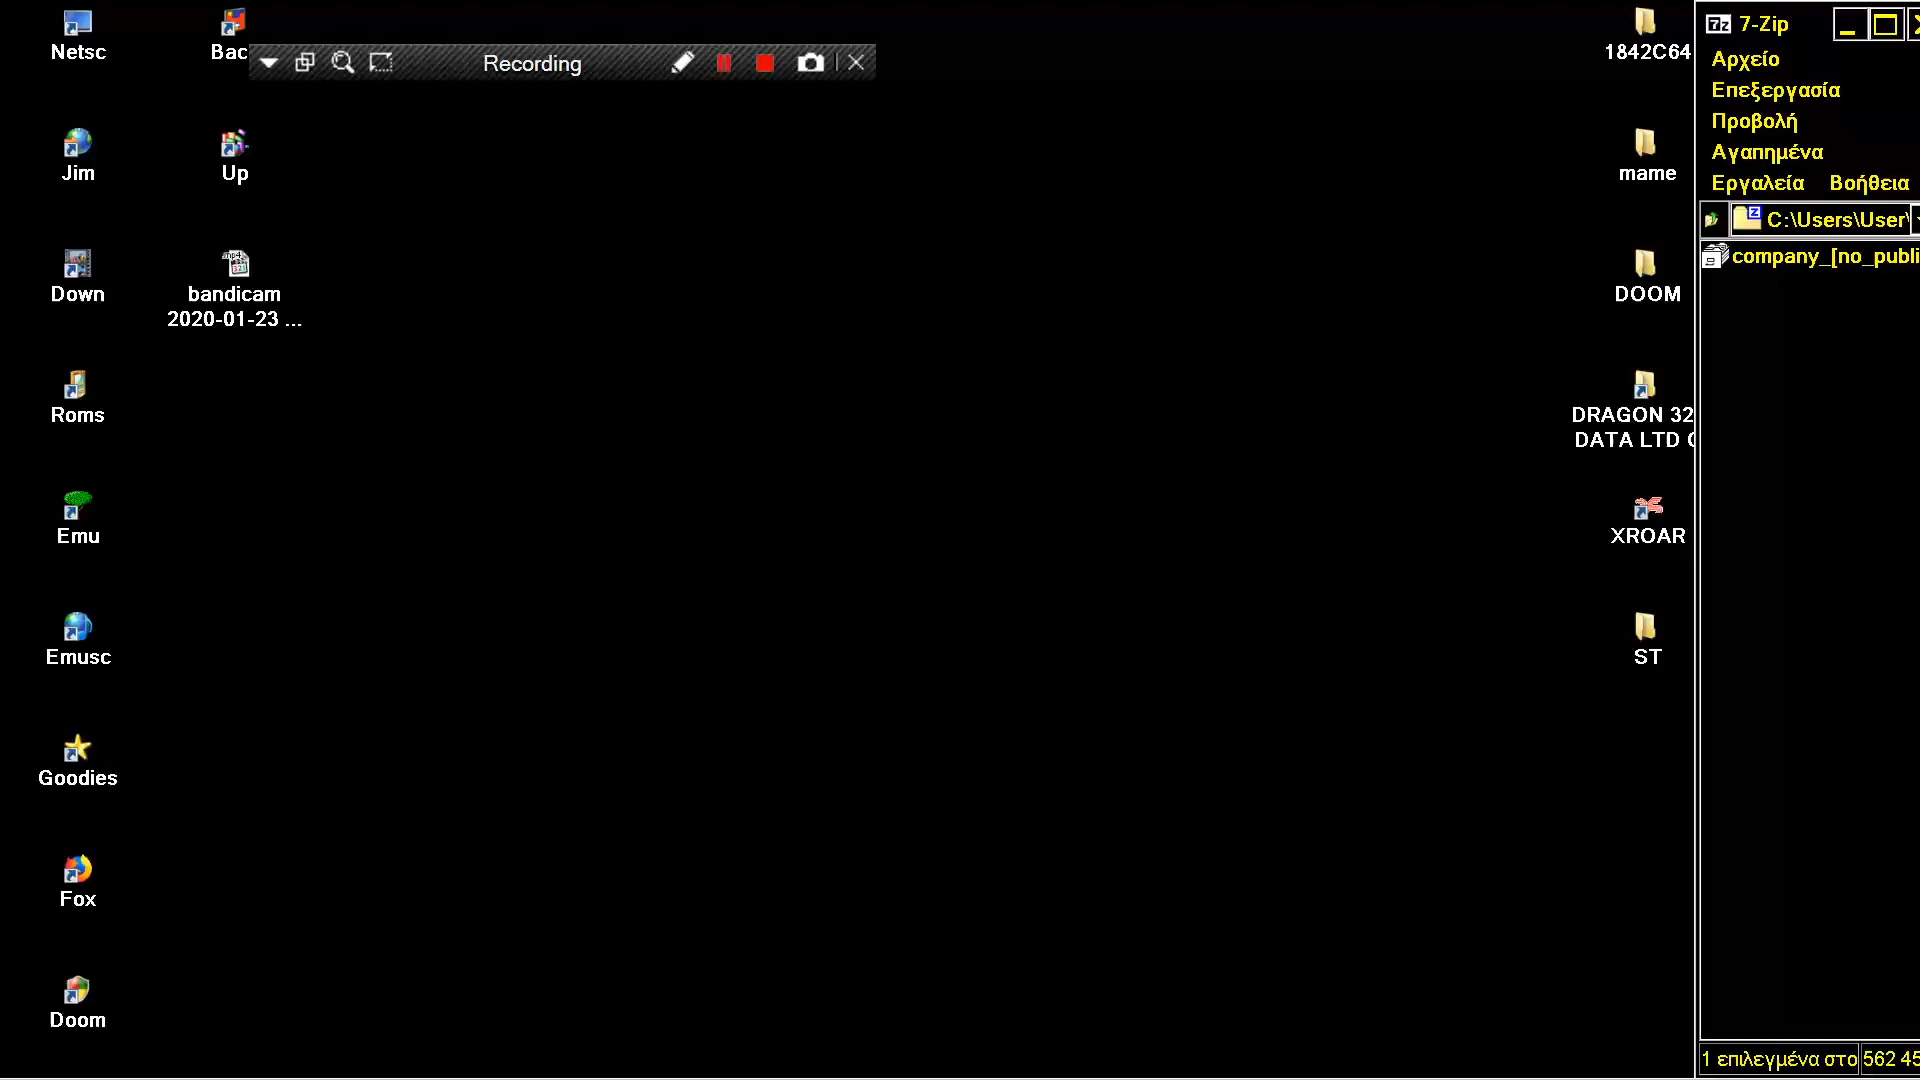 Netsc
Bac
Recording
1842C64
Jim
Up
mame
Down
bandicam
2020-01-23 ...
DOOM
Roms
DRAGON 32
DATA LTD
Emu
XROAR
Emusc
ST
Goodies
Fox
Doom
7-Zip
Αρχείο
Επεξεργασία
Προβολή
Αγαπημένα
Εργαλεία Βοήθεια
C:\Users\User\
company_[no_publi
1 επιλεγμένα στο 562 45